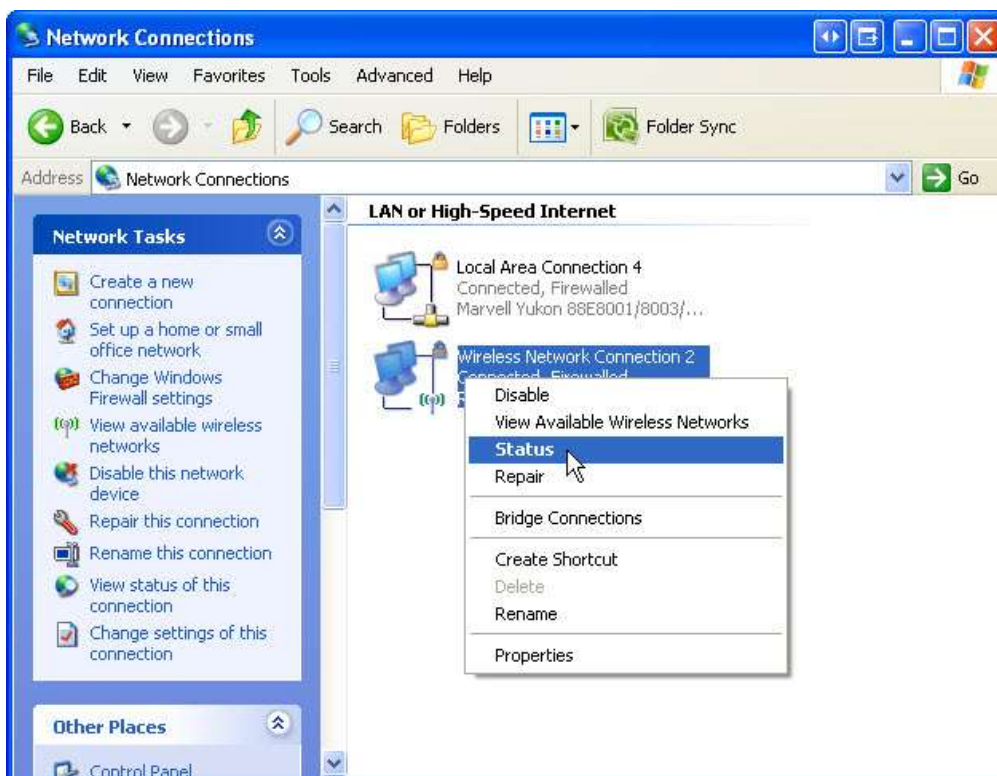 Network Connections
File Edit View Favorites Tools Advanced Help
Back Search Folders Folder Sync
Address Network Connections Go
Network Tasks
Create a new
connection
Set up a home or small
office network
Change Windows
Firewall settings
View available wireless
networks
Disable this network
device
Repair this connection
Rename this connection
View status of this
connection
Change settings of this
connection
Other Places
Control Panel
LAN or High-Speed Internet
Local Area Connection 4
Connected, Firewalled
Marvell Yukon 88E8001/8003/...
Wireless Network Connection 2
Connected, Firewalled
Disable
View Available Wireless Networks
Status
Repair
Bridge Connections
Create Shortcut
Delete
Rename
Properties